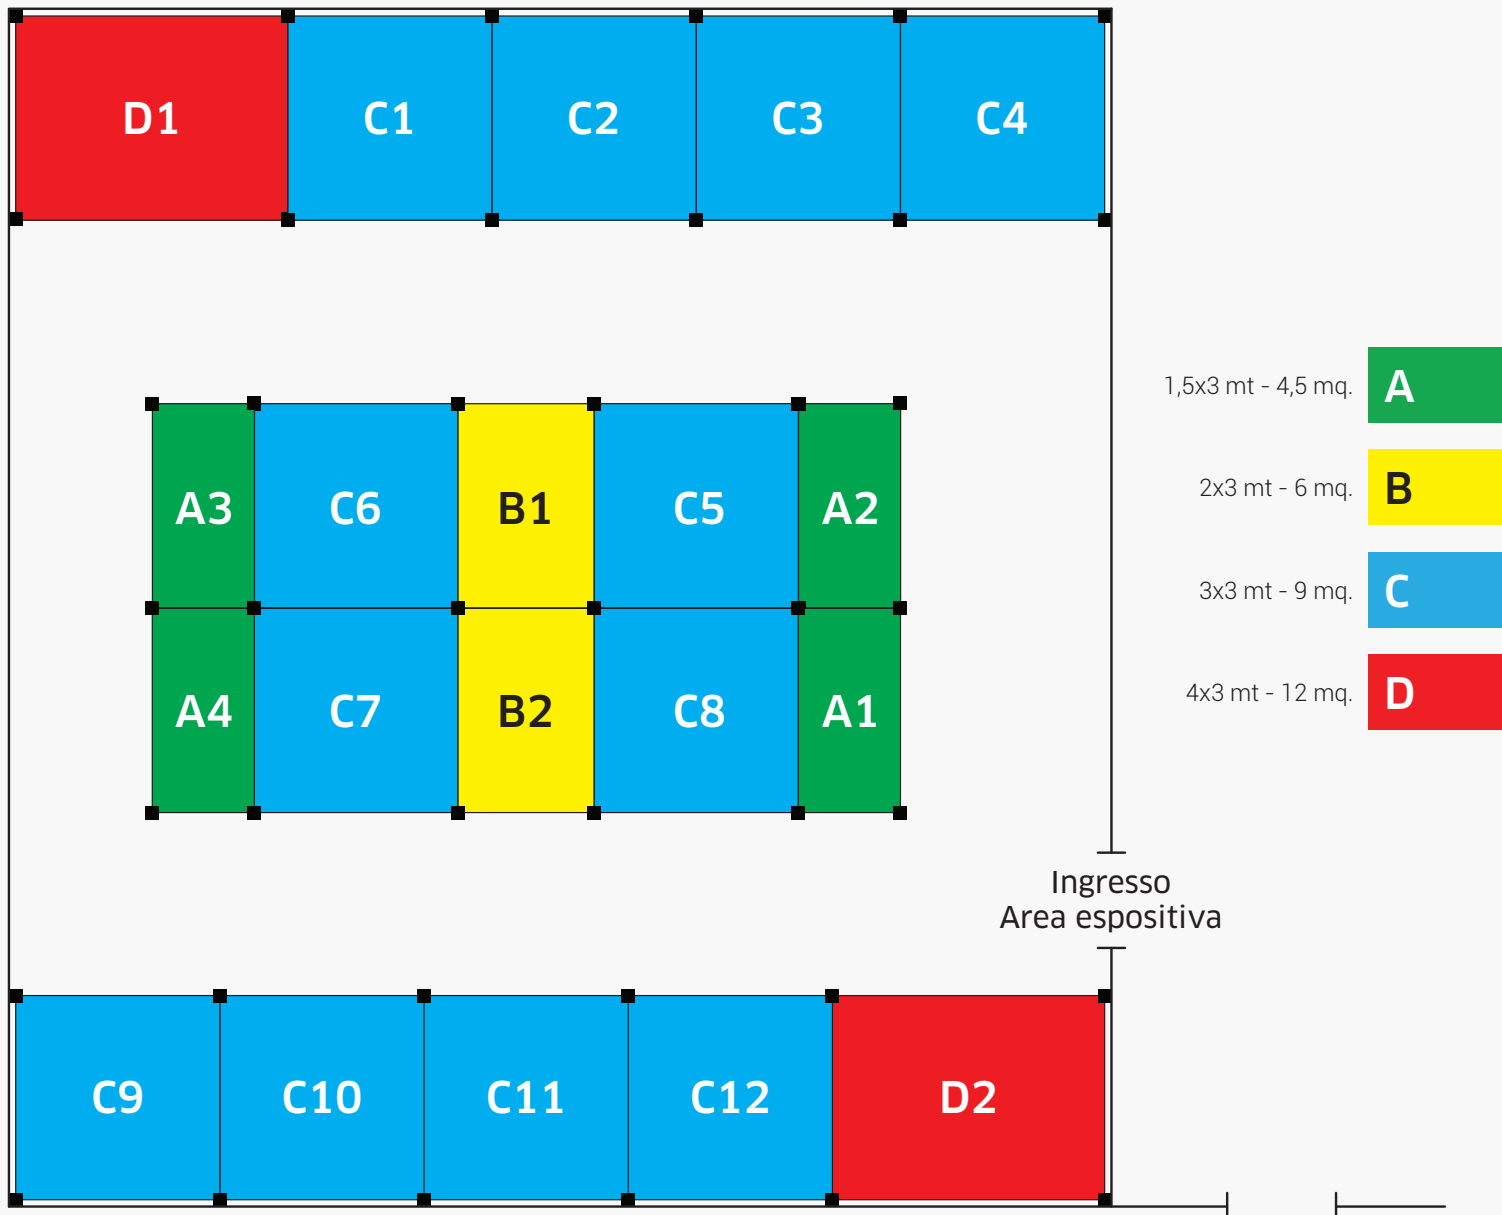 D1 C1 C2 C3 C4
1,5x3 mt - 4,5 mq. A
2x3 mt - 6 mq. B
A3 C6 B1 C5 A2
3x3 mt - 9 mq. C
4x3 mt - 12 mq. D
A4 C7 B2 C8 A1
Ingresso
Area espositiva
C9 C10 C11 C12 D2